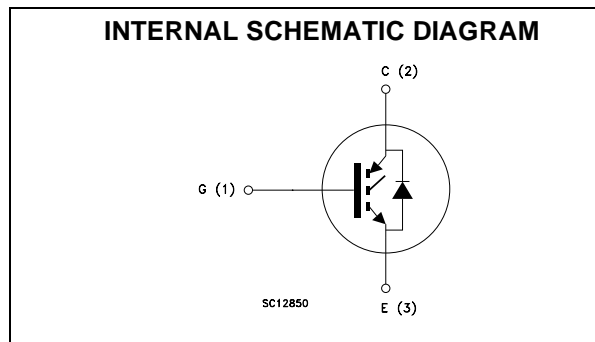 INTERNAL SCHEMATIC DIAGRAM
C (2)
G (1)
SC12850
E (3)